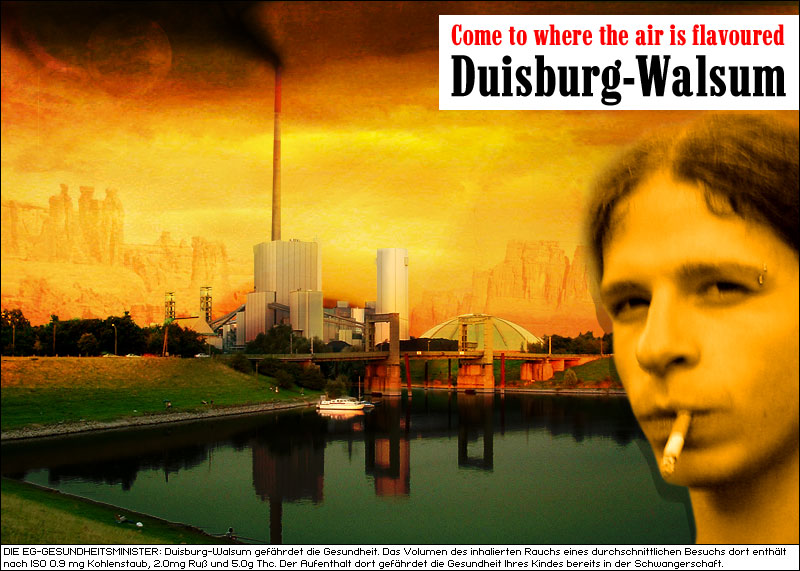 Come to where the air is flavoured
Duisburg-Walsum
DIE EG-GESUNDHEITSMINISTER: Duisburg-Walsum gefährdet die Gesundheit. Das Volumen des inhalierten Rauchs eines durchschnittlichen Besuchs dort enthält
nach ISO 0.9 mg Kohlenstaub, 2.0mg Ruß und 5.0g Thc. Der Aufenthalt dort gefährdet die Gesundheit Ihres Kindes bereits in der Schwangerschaft.